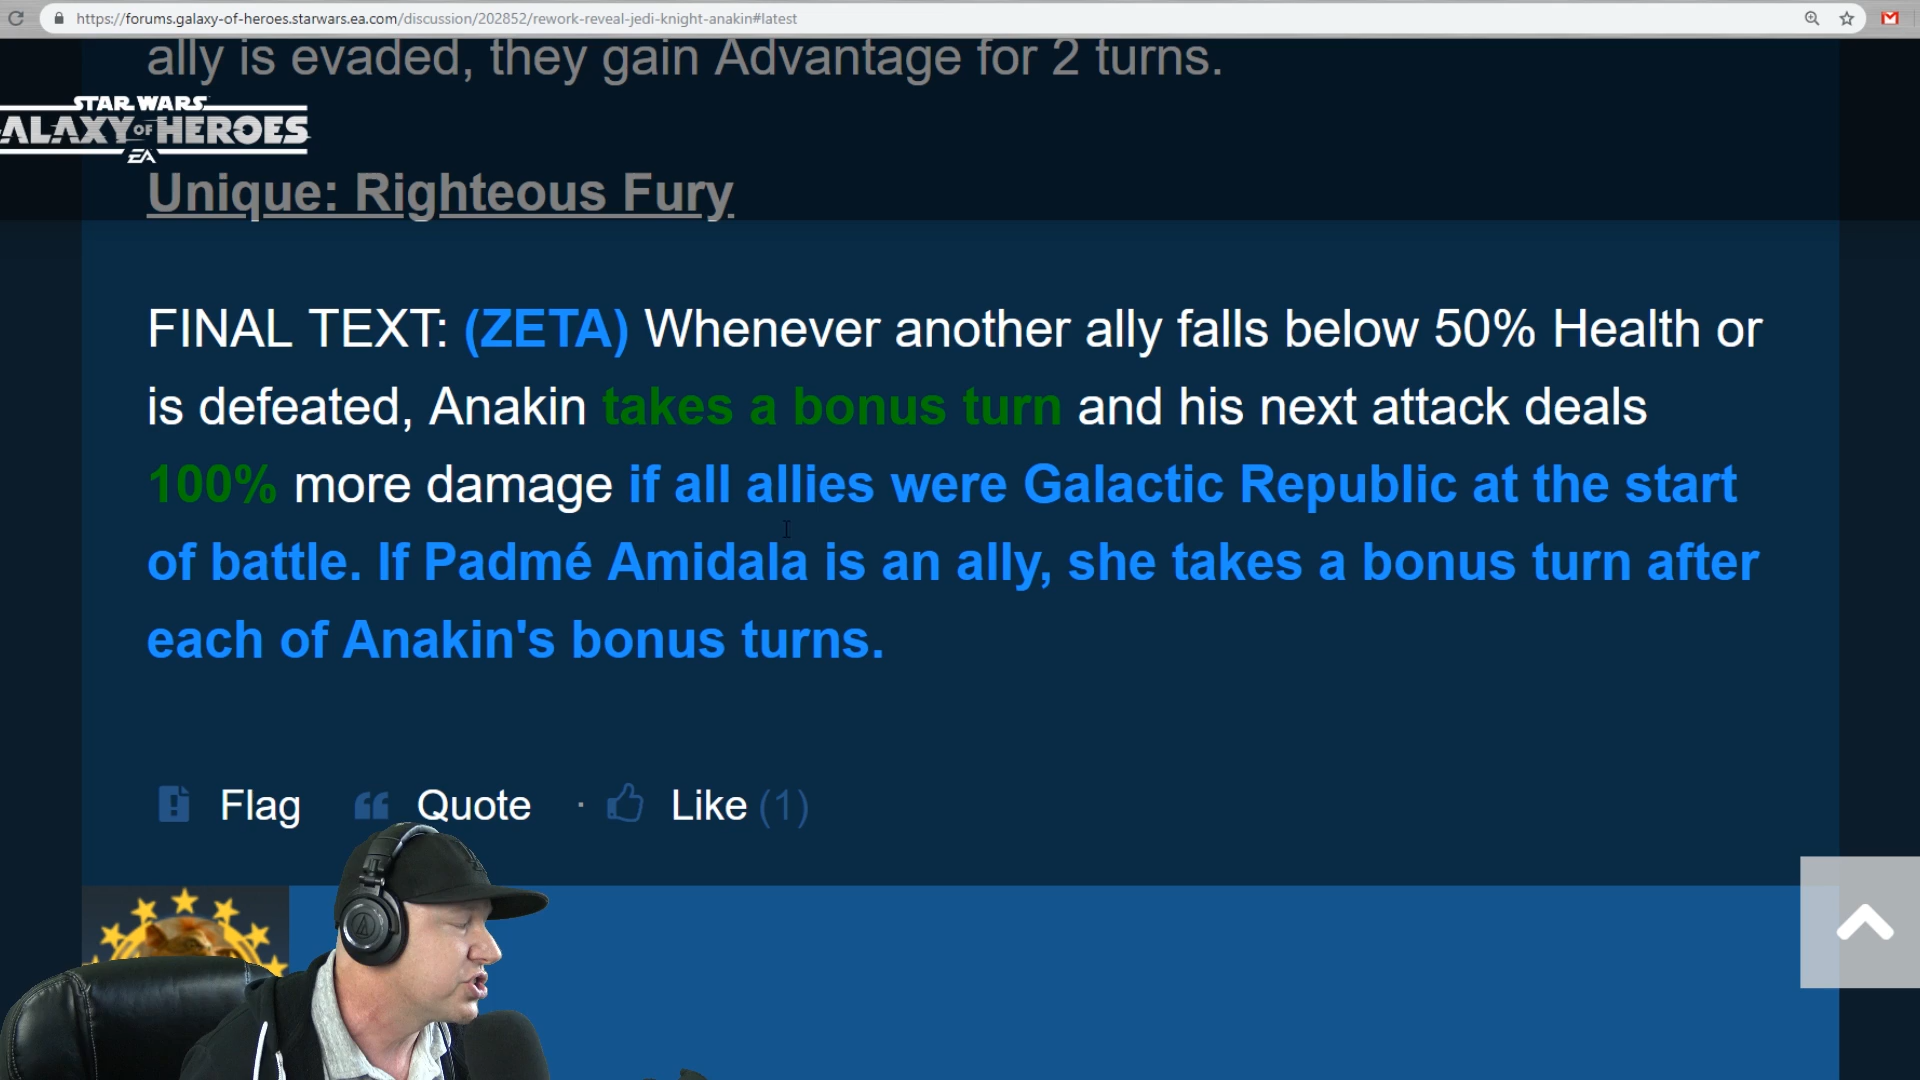 https://forums.galaxy-of-heroes.starwars.ea.com/discussion/202852/rework-reveal-jedi-knight-anakin#latest
ally is evaded, they gain Advantage for 2 turns.
STAR WARS
GALAXY OF HEROES
EA
Unique: Righteous Fury
FINAL TEXT: (ZETA) Whenever another ally falls below 50% Health or
is defeated, Anakin takes a bonus turn and his next attack deals
100% more damage if all allies were Galactic Republic at the start
of battle. If Padmé Amidala is an ally, she takes a bonus turn after
each of Anakin's bonus turns.
Flag Quote · Like (1)